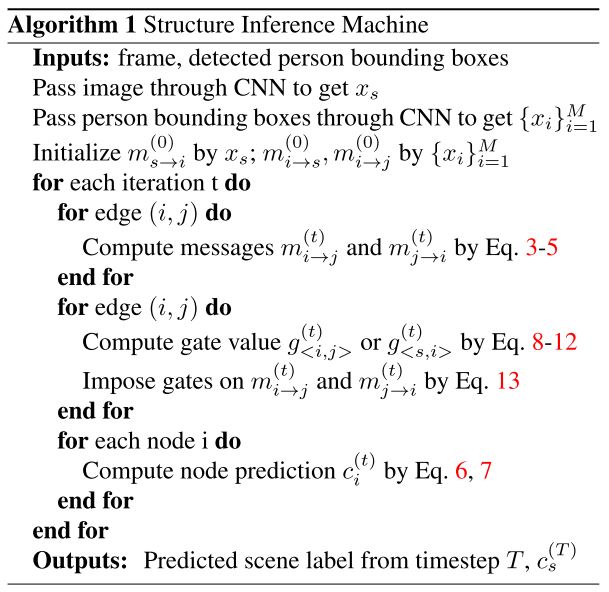 Algorithm 1 Structure Inference Machine
Inputs: frame, detected person bounding boxes
Pass image through CNN to get $x_s$
Pass person bounding boxes through CNN to get $\{x_i\}_{i=1}^{M}$
Initialize $m_{s \to i}^{(0)}$ by $x_s$; $m_{i \to s}^{(0)}, m_{i \to j}^{(0)}$ by $\{x_i\}_{i=1}^{M}$
for each iteration t do
for edge $(i, j)$ do
Compute messages $m_{i \to j}^{(t)}$ and $m_{j \to i}^{(t)}$ by Eq. 3-5
end for
for edge $(i, j)$ do
Compute gate value $g_{<i,j>}^{(t)}$ or $g_{<s,i>}^{(t)}$ by Eq. 8-12
Impose gates on $m_{i \to j}^{(t)}$ and $m_{j \to i}^{(t)}$ by Eq. 13
end for
for each node i do
Compute node prediction $c_i^{(t)}$ by Eq. 6, 7
end for
end for
Outputs: Predicted scene label from timestep $T$, $c_s^{(T)}$